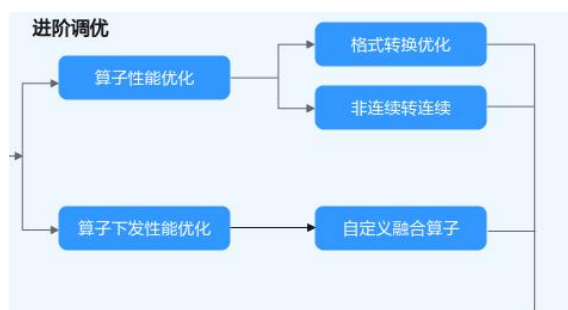 进阶调优
算子性能优化
格式转换优化
非连续转连续
算子下发性能优化
自定义融合算子